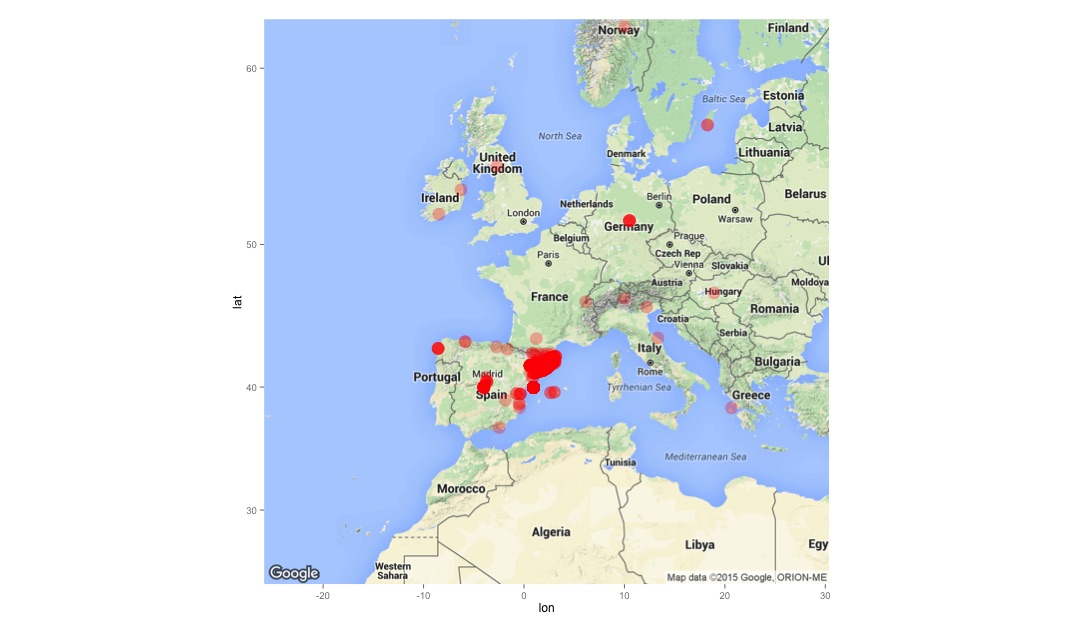 Norway
Finland
60
Estonia
Baltic Sea
Latvia
North Sea
Denmark
Lithuania
United
Kingdom
Ireland
Netherlands
Berlin
Poland
Belarus
London
Warsaw
Germany
50
Belgium
Prague
Czech Rep
Paris
Vienna
Slovakia
Ul
Austria
Moldova
Hungary
France
lat
Romania
Croatia
Serbia
Italy
Bulgaria
Rome
Portugal
Madrid
40
Tyrrhenian Sea
Spain
Greece
Mediterranean Sea
Tunisia
Morocco
30
Algeria
Libya
Egy
Western
Sahara
Google
Map data ©2015 Google, ORION-ME
-20 -10 0 10 20 30
lon